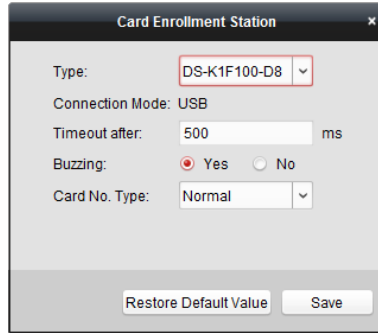 Card Enrollment Station ×
Type: DS-K1F100-D8
Connection Mode: USB
Timeout after: 500 ms
Buzzing: Yes No
Card No. Type: Normal
Restore Default Value Save